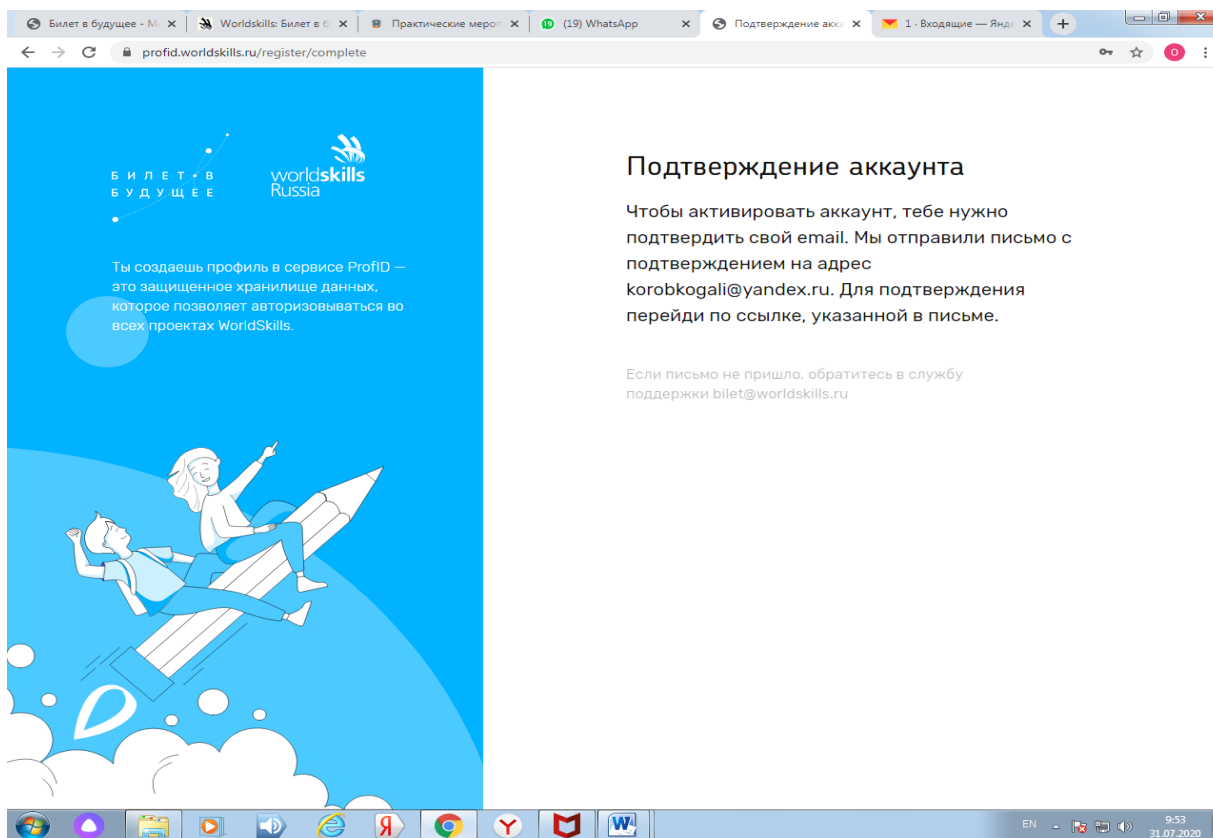 Билет в будущее - М
Worldskills: Билет в б
Практические мероп
(19) WhatsApp
Подтверждение акка
1 · Входящие — Янде
profid.worldskills.ru/register/complete
О
БИЛЕТ В
БУДУЩЕЕ
worldskills
Russia
Ты создаешь профиль в сервисе ProfID —
это защищенное хранилище данных,
которое позволяет авторизовываться во
всех проектах WorldSkills.
Подтверждение аккаунта
Чтобы активировать аккаунт, тебе нужно
подтвердить свой email. Мы отправили письмо с
подтверждением на адрес
korobkogali@yandex.ru. Для подтверждения
перейди по ссылке, указанной в письме.
Если письмо не пришло, обратитесь в службу
поддержки bilet@worldskills.ru
EN
9:53
31.07.2020